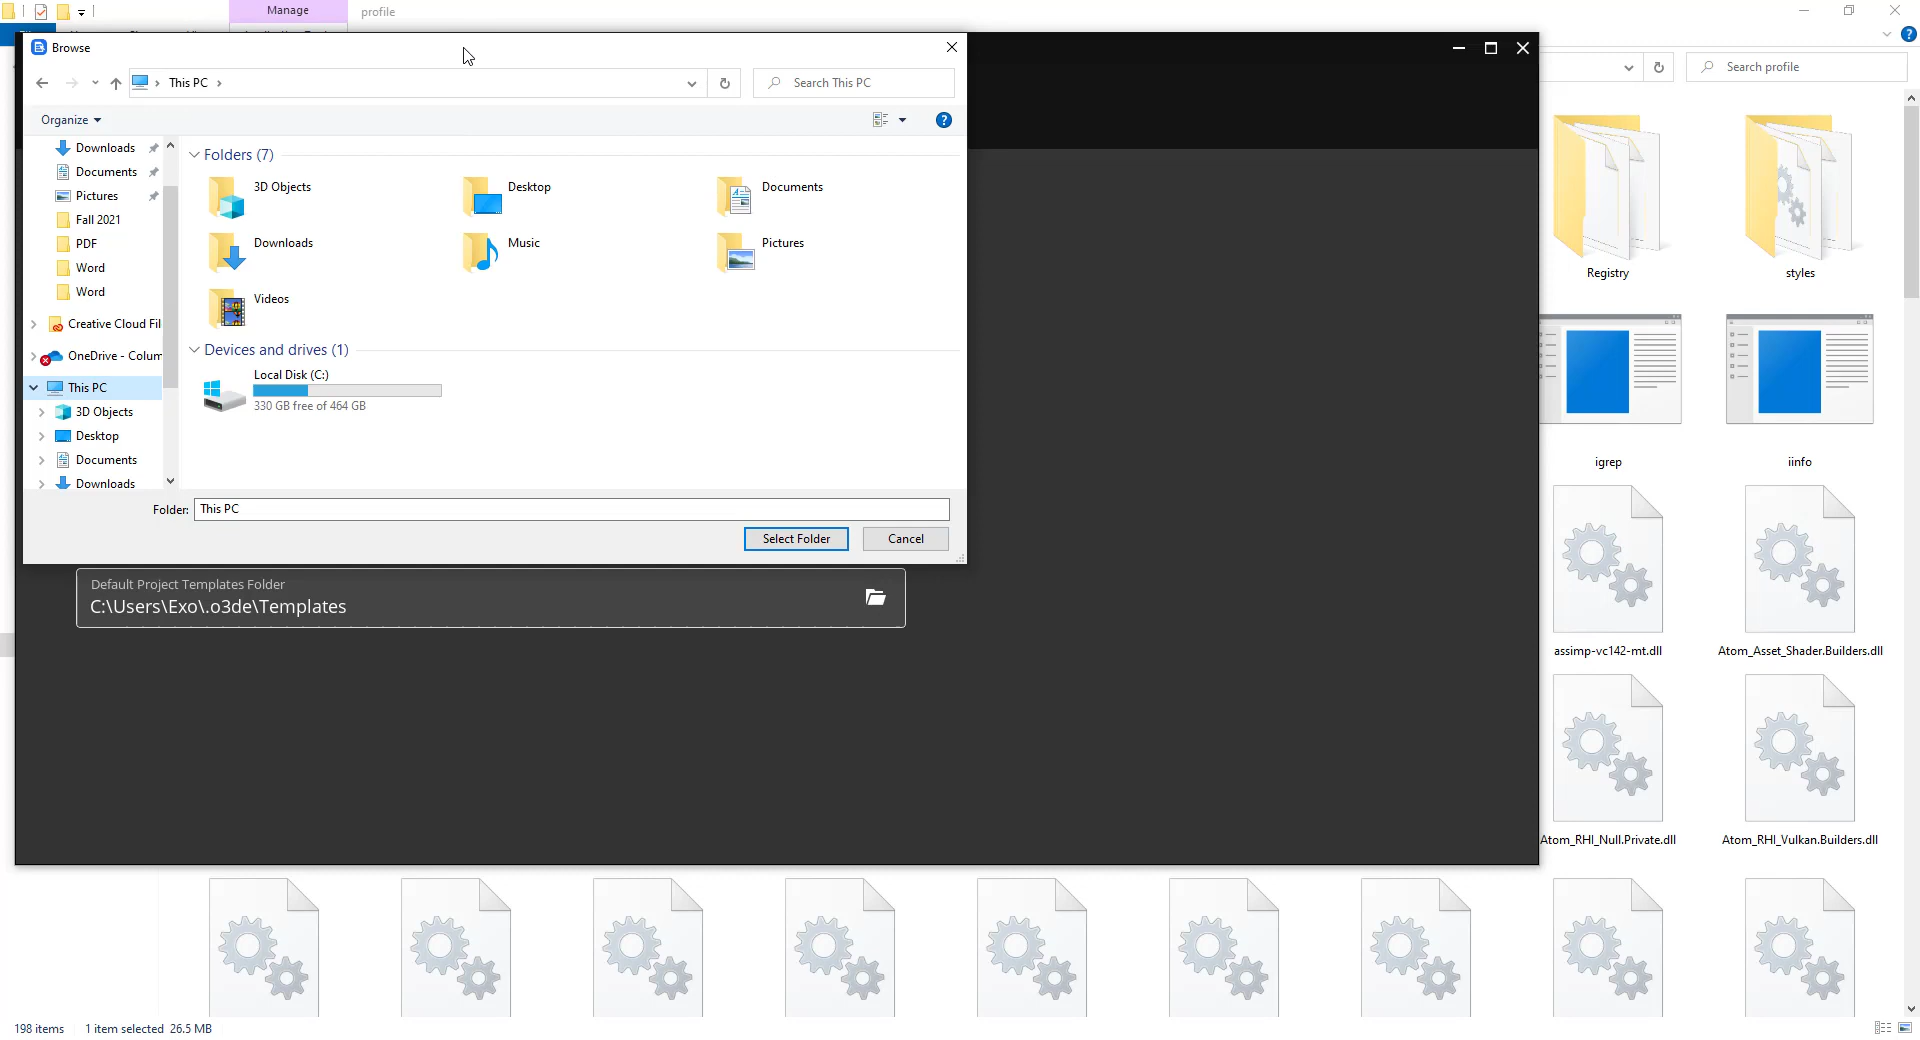 Manage
profile
Browse
This PC
Search This PC
Search profile
Organize
Downloads
Documents
Pictures
Fall 2021
PDF
Word
Word
Creative Cloud Fil
OneDrive - Colum
This PC
3D Objects
Desktop
Documents
Downloads
Folders (7)
3D Objects
Desktop
Documents
Downloads
Music
Pictures
Videos
Devices and drives (1)
Local Disk (C:)
330 GB free of 464 GB
Folder: This PC
Select Folder
Cancel
Default Project Templates Folder
C:\Users\Exo\.o3de\Templates
Registry
styles
igrep
iinfo
assimp-vc142-mt.dll
Atom_Asset_Shader.Builders.dll
Atom_RHI_Null.Private.dll
Atom_RHI_Vulkan.Builders.dll
198 items
1 item selected 26.5 MB